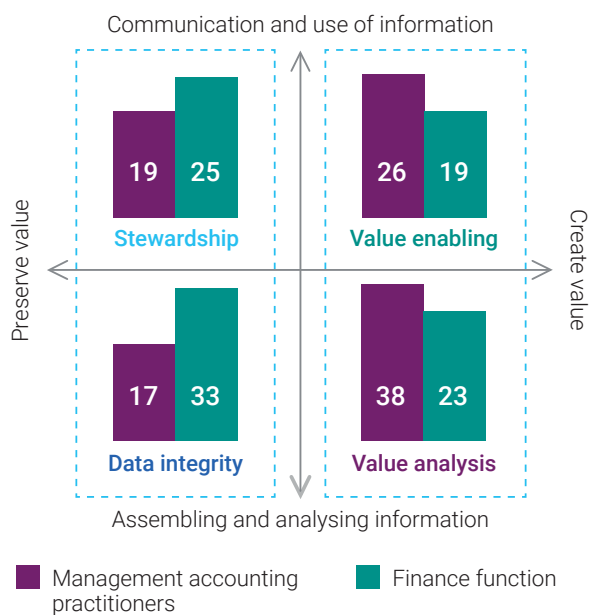 Communication and use of information
19 25
26 19
Stewardship
Value enabling
Preserve value
Create value
17 33
38 23
Data integrity
Value analysis
Assembling and analysing information
Management accounting
practitioners
Finance function